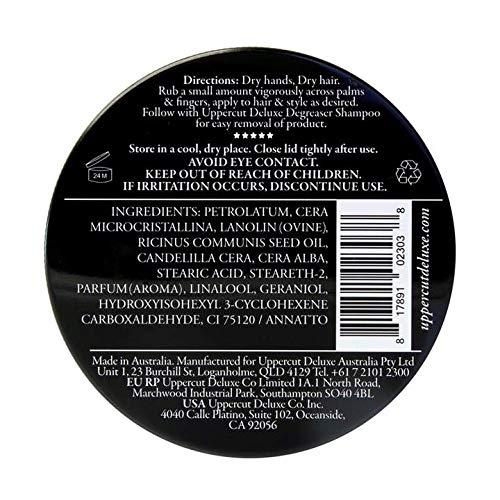 Directions: Dry hands, Dry hair.
Rub a small amount vigorously across palms
& fingers, apply to hair & style as desired.
Follow with Uppercut Deluxe Degreaser Shampoo
for easy removal of product.
★★★★★
Store in a cool, dry place. Close lid tightly after use.
AVOID EYE CONTACT.
KEEP OUT OF REACH OF CHILDREN.
IF IRRITATION OCCURS, DISCONTINUE USE.
24 M
INGREDIENTS: PETROLATUM, CERA
MICROCRISTALLINA, LANOLIN (OVINE),
RICINUS COMMUNIS SEED OIL,
CANDELILLA CERA, CERA ALBA,
STEARIC ACID, STEARETH-2,
PARFUM (AROMA), LINALOOL, GERANIOL,
HYDROXYISOHEXYL 3-CYCLOHEXENE
CARBOXALDEHYDE, CI 75120 / ANNATTO
8 17891 02303 8
uppercutdeluxe.com
Made in Australia. Manufactured for Uppercut Deluxe Australia Pty Ltd
Unit 1, 23 Burchill St, Loganholme, QLD 4129 Tel. +61 7 2101 2300
EU RP Uppercut Deluxe Co Limited 1A.1 North Road,
Marchwood Industrial Park, Southampton SO40 4BL
USA Uppercut Deluxe Co. Inc.
4040 Calle Platino, Suite 102, Oceanside,
CA 92056